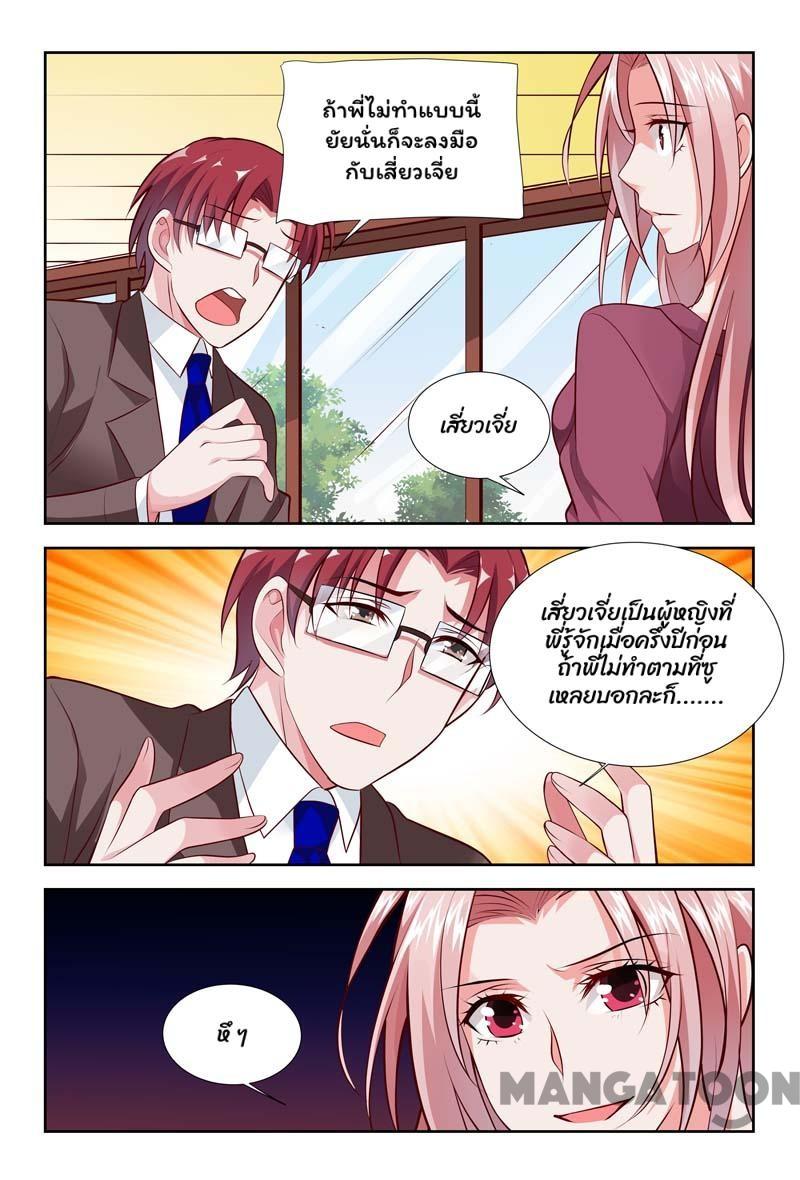 ถ้าพี่ไม่ทำแบบนี้
ยัยนั่นก็จะลงมือ
กับเสี่ยวเจี่ย
เสี่ยวเจี่ย
เสี่ยวเจี่ยเป็นผู้หญิงที่
พี่รู้จักเมื่อครึ่งปีก่อน
ถ้าพี่ไม่ทำตามที่ซู
เหลยบอกละก็.......
หึ ๆ
MANGATOON